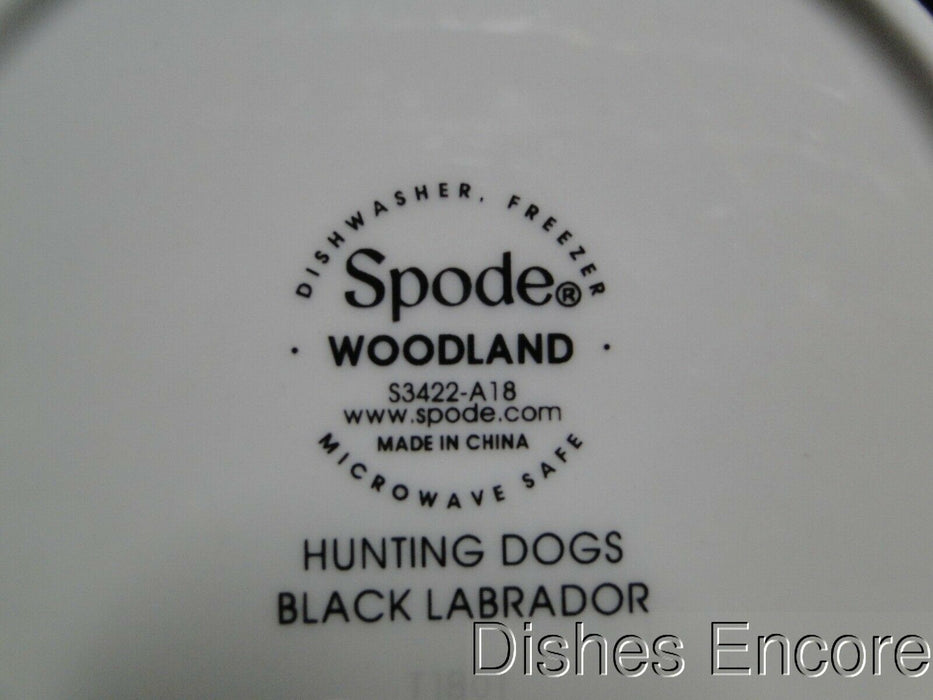 DISHWASHER, FREEZER
Spode®
· WOODLAND ·
S3422-A18
www.spode.com
MADE IN CHINA
MICROWAVE SAFE
HUNTING DOGS
BLACK LABRADOR
Dishes Encore